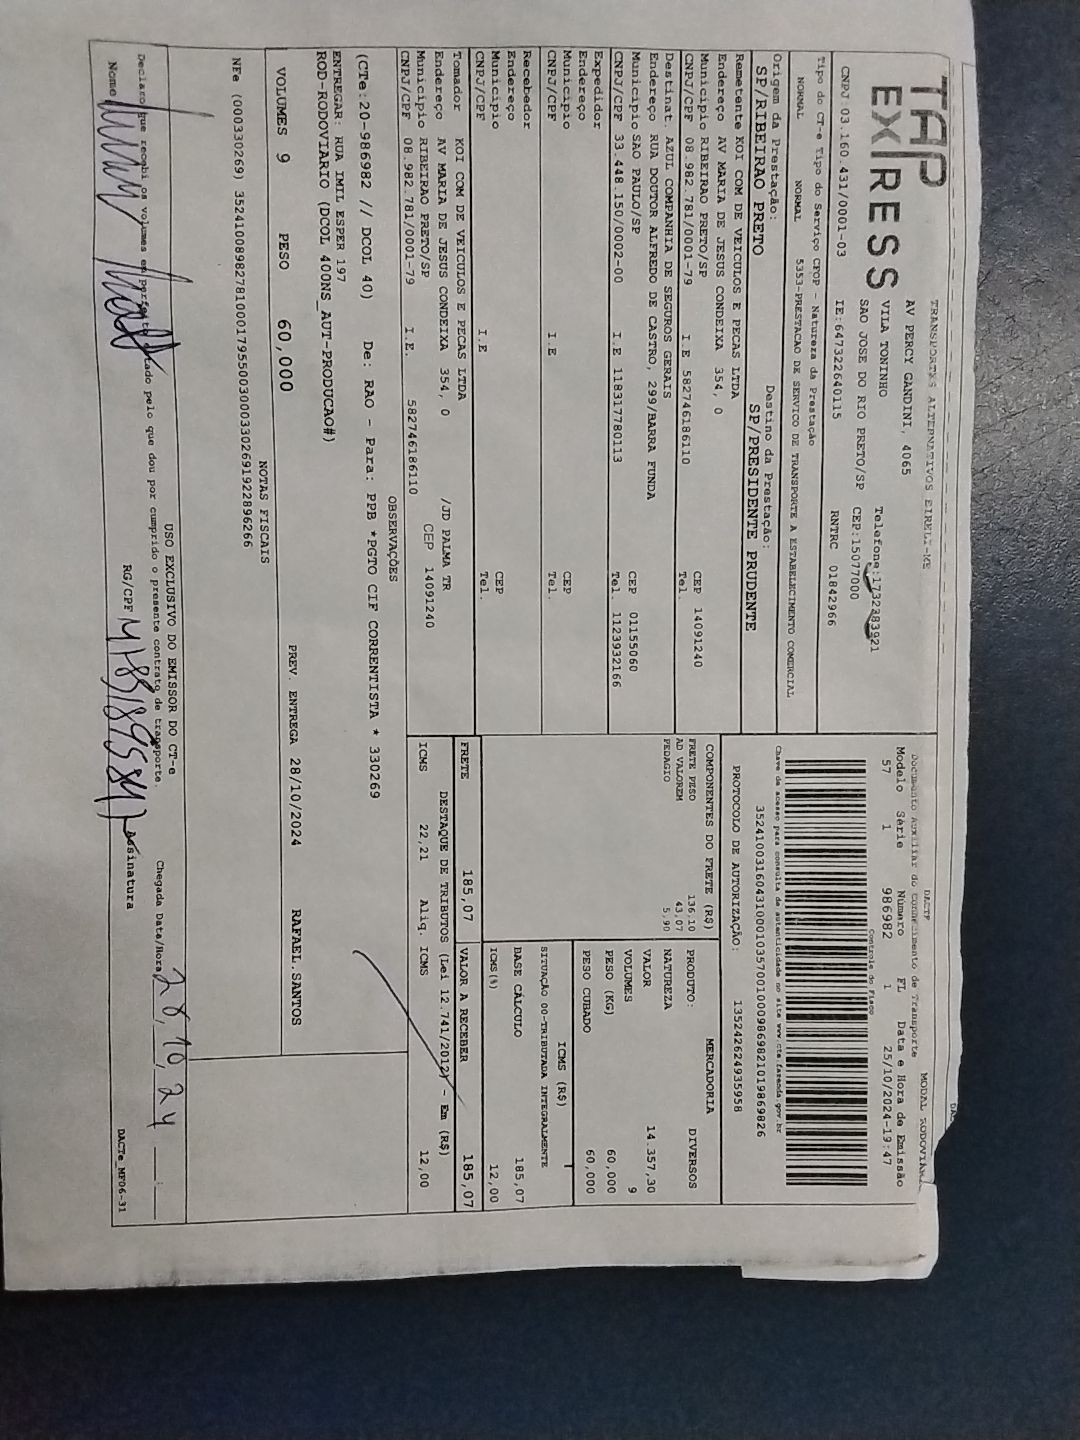 TAP
EXPRESS
TRANSPORTES ALTERNATIVOS EIRELI-ME
AV PERCY GANDINI, 4065
VILA TONINHO
Telefone:1732383921
SAO JOSE DO RIO PRETO/SP CEP:15077000
CNPJ:03.160.431/0001-03 IE:647322640115 RNTRC 01842966
Tipo do CT-e Tipo do Serviço CFOP - Natureza da Prestação
NORMAL NORMAL 5353-PRESTACAO DE SERVICO DE TRANSPORTE A ESTABELECIMENTO COMERCIAL
DACTE
MODAL RODOVIAR
Documento Auxiliar do Conhecimento de Transporte
Modelo Série Número FL Data e Hora de Emissão
57 1 986982 1 25/10/2024-19:47
Controle do Fisco
Chave de acesso para consulta de autenticidade no site www.cte.fazenda.gov.br
PROTOCOLO DE AUTORIZAÇÃO: 135242624935958
Origem da Prestação: Destino da Prestação:
SP/RIBEIRAO PRETO SP/PRESIDENTE PRUDENTE
Remetente KOI COM DE VEICULOS E PECAS LTDA
Endereço AV MARIA DE JESUS CONDEIXA 354, 0
Município RIBEIRAO PRETO/SP CEP 14091240
CNPJ/CPF 08.982.781/0001-79 I E 582746186110 Tel.
Destinat. AZUL COMPANHIA DE SEGUROS GERAIS
Endereço RUA DOUTOR ALFREDO DE CASTRO, 299/BARRA FUNDA
Município SAO PAULO/SP CEP 01155060
CNPJ/CPF 33.448.150/0002-00 I.E 118317780113 Tel. 1123932166
Expedidor
Endereço
Município CEP
CNPJ/CPF I.E Tel.
Recebedor
Endereço
Município CEP
CNPJ/CPF I.E Tel.
Tomador KOI COM DE VEICULOS E PECAS LTDA
Endereço AV MARIA DE JESUS CONDEIXA 354, 0 /JD PALMA TR
Município RIBEIRAO PRETO/SP CEP 14091240
CNPJ/CPF 08.982.781/0001-79 I.E. 582746186110
COMPONENTES DO FRETE (R$)
FRETE PESO 136,10
AD VALOREM 43,07
PEDAGIO 5,90
MERCADORIA
PRODUTO: DIVERSOS
NATUREZA
VALOR 14.357,30
VOLUMES 9
PESO (KG) 60,000
PESO CUBADO 60,000
ICMS (R$)
SITUAÇÃO 00-TRIBUTADA INTEGRALMENTE
BASE CÁLCULO 185,07
ICMS(%) 12,00
FRETE 185,07 VALOR A RECEBER 185,07
DESTAQUE DE TRIBUTOS (Lei 12.741/2012) - Em (R$)
ICMS 22,21 Aliq. ICMS 12,00
OBSERVAÇÕES
(CTe:20-986982 // DCOL 40) De: RAO - Para: PPB *PGTO CIF CORRENTISTA * 330269
ENTREGAR: RUA IMIL ESPER 197
ROD-RODOVIARIO (DCOL 400NS_AUT-PRODUCAO#)
VOLUMES 9 PESO 60,000 PREV. ENTREGA 28/10/2024 RAFAEL.SANTOS
NOTAS FISCAIS
NFe (000330269) 35241008982781000179550030003302691922896266
USO EXCLUSIVO DO EMISSOR DO CT-e
Declaro que recebi os volumes em perfeito estado pelo que dou por cumprido o presente contrato de transporte.
Chegada Data/Hora 28,10,24
Nome RG/CPF Assinatura
DACTe_MF06-31